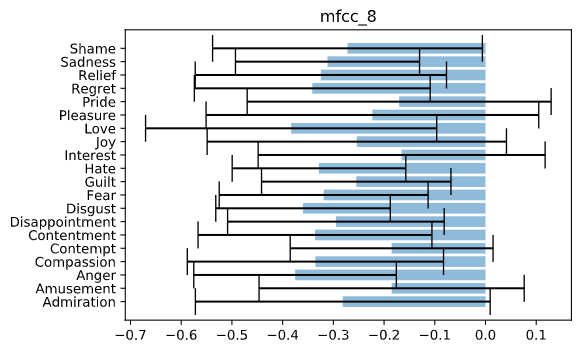 mfcc_8
Shame
Sadness
Relief
Regret
Pride
Pleasure
Love
Joy
Interest
Hate
Guilt
Fear
Disgust
Disappointment
Contentment
Contempt
Compassion
Anger
Amusement
Admiration
−0.7 −0.6 −0.5 −0.4 −0.3 −0.2 −0.1 0.0 0.1